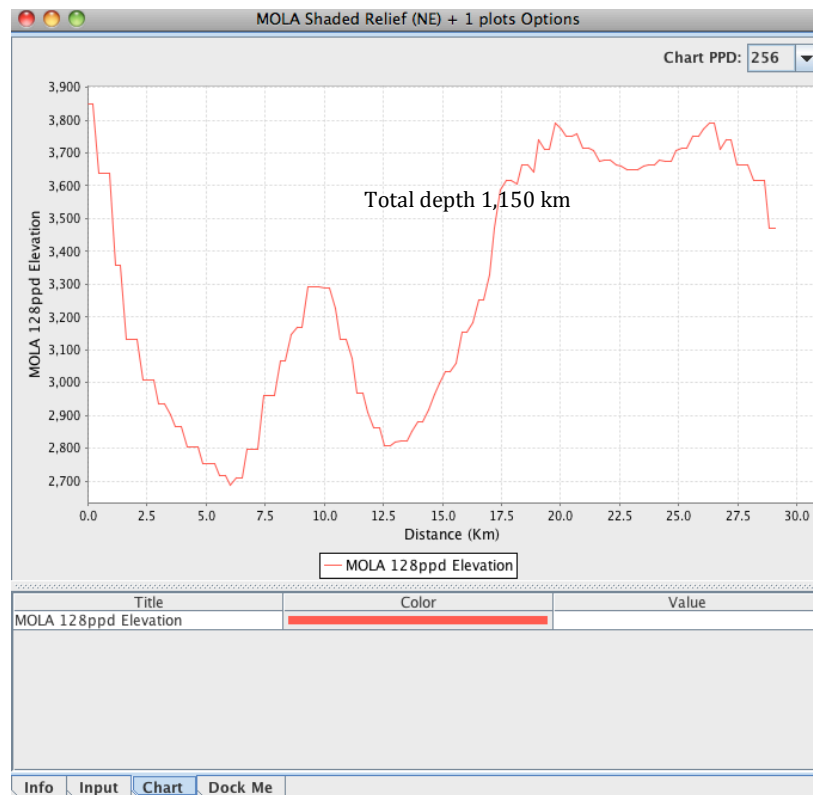 MOLA Shaded Relief (NE) + 1 plots Options
Chart PPD: 256
3,900
3,800
3,700
3,600
3,500
3,400
3,300
3,200
3,100
3,000
2,900
2,800
2,700
MOLA 128ppd Elevation
Total depth 1,150 km
0.0 2.5 5.0 7.5 10.0 12.5 15.0 17.5 20.0 22.5 25.0 27.5 30.0
Distance (Km)
MOLA 128ppd Elevation
Title Color Value
MOLA 128ppd Elevation
Info Input Chart Dock Me